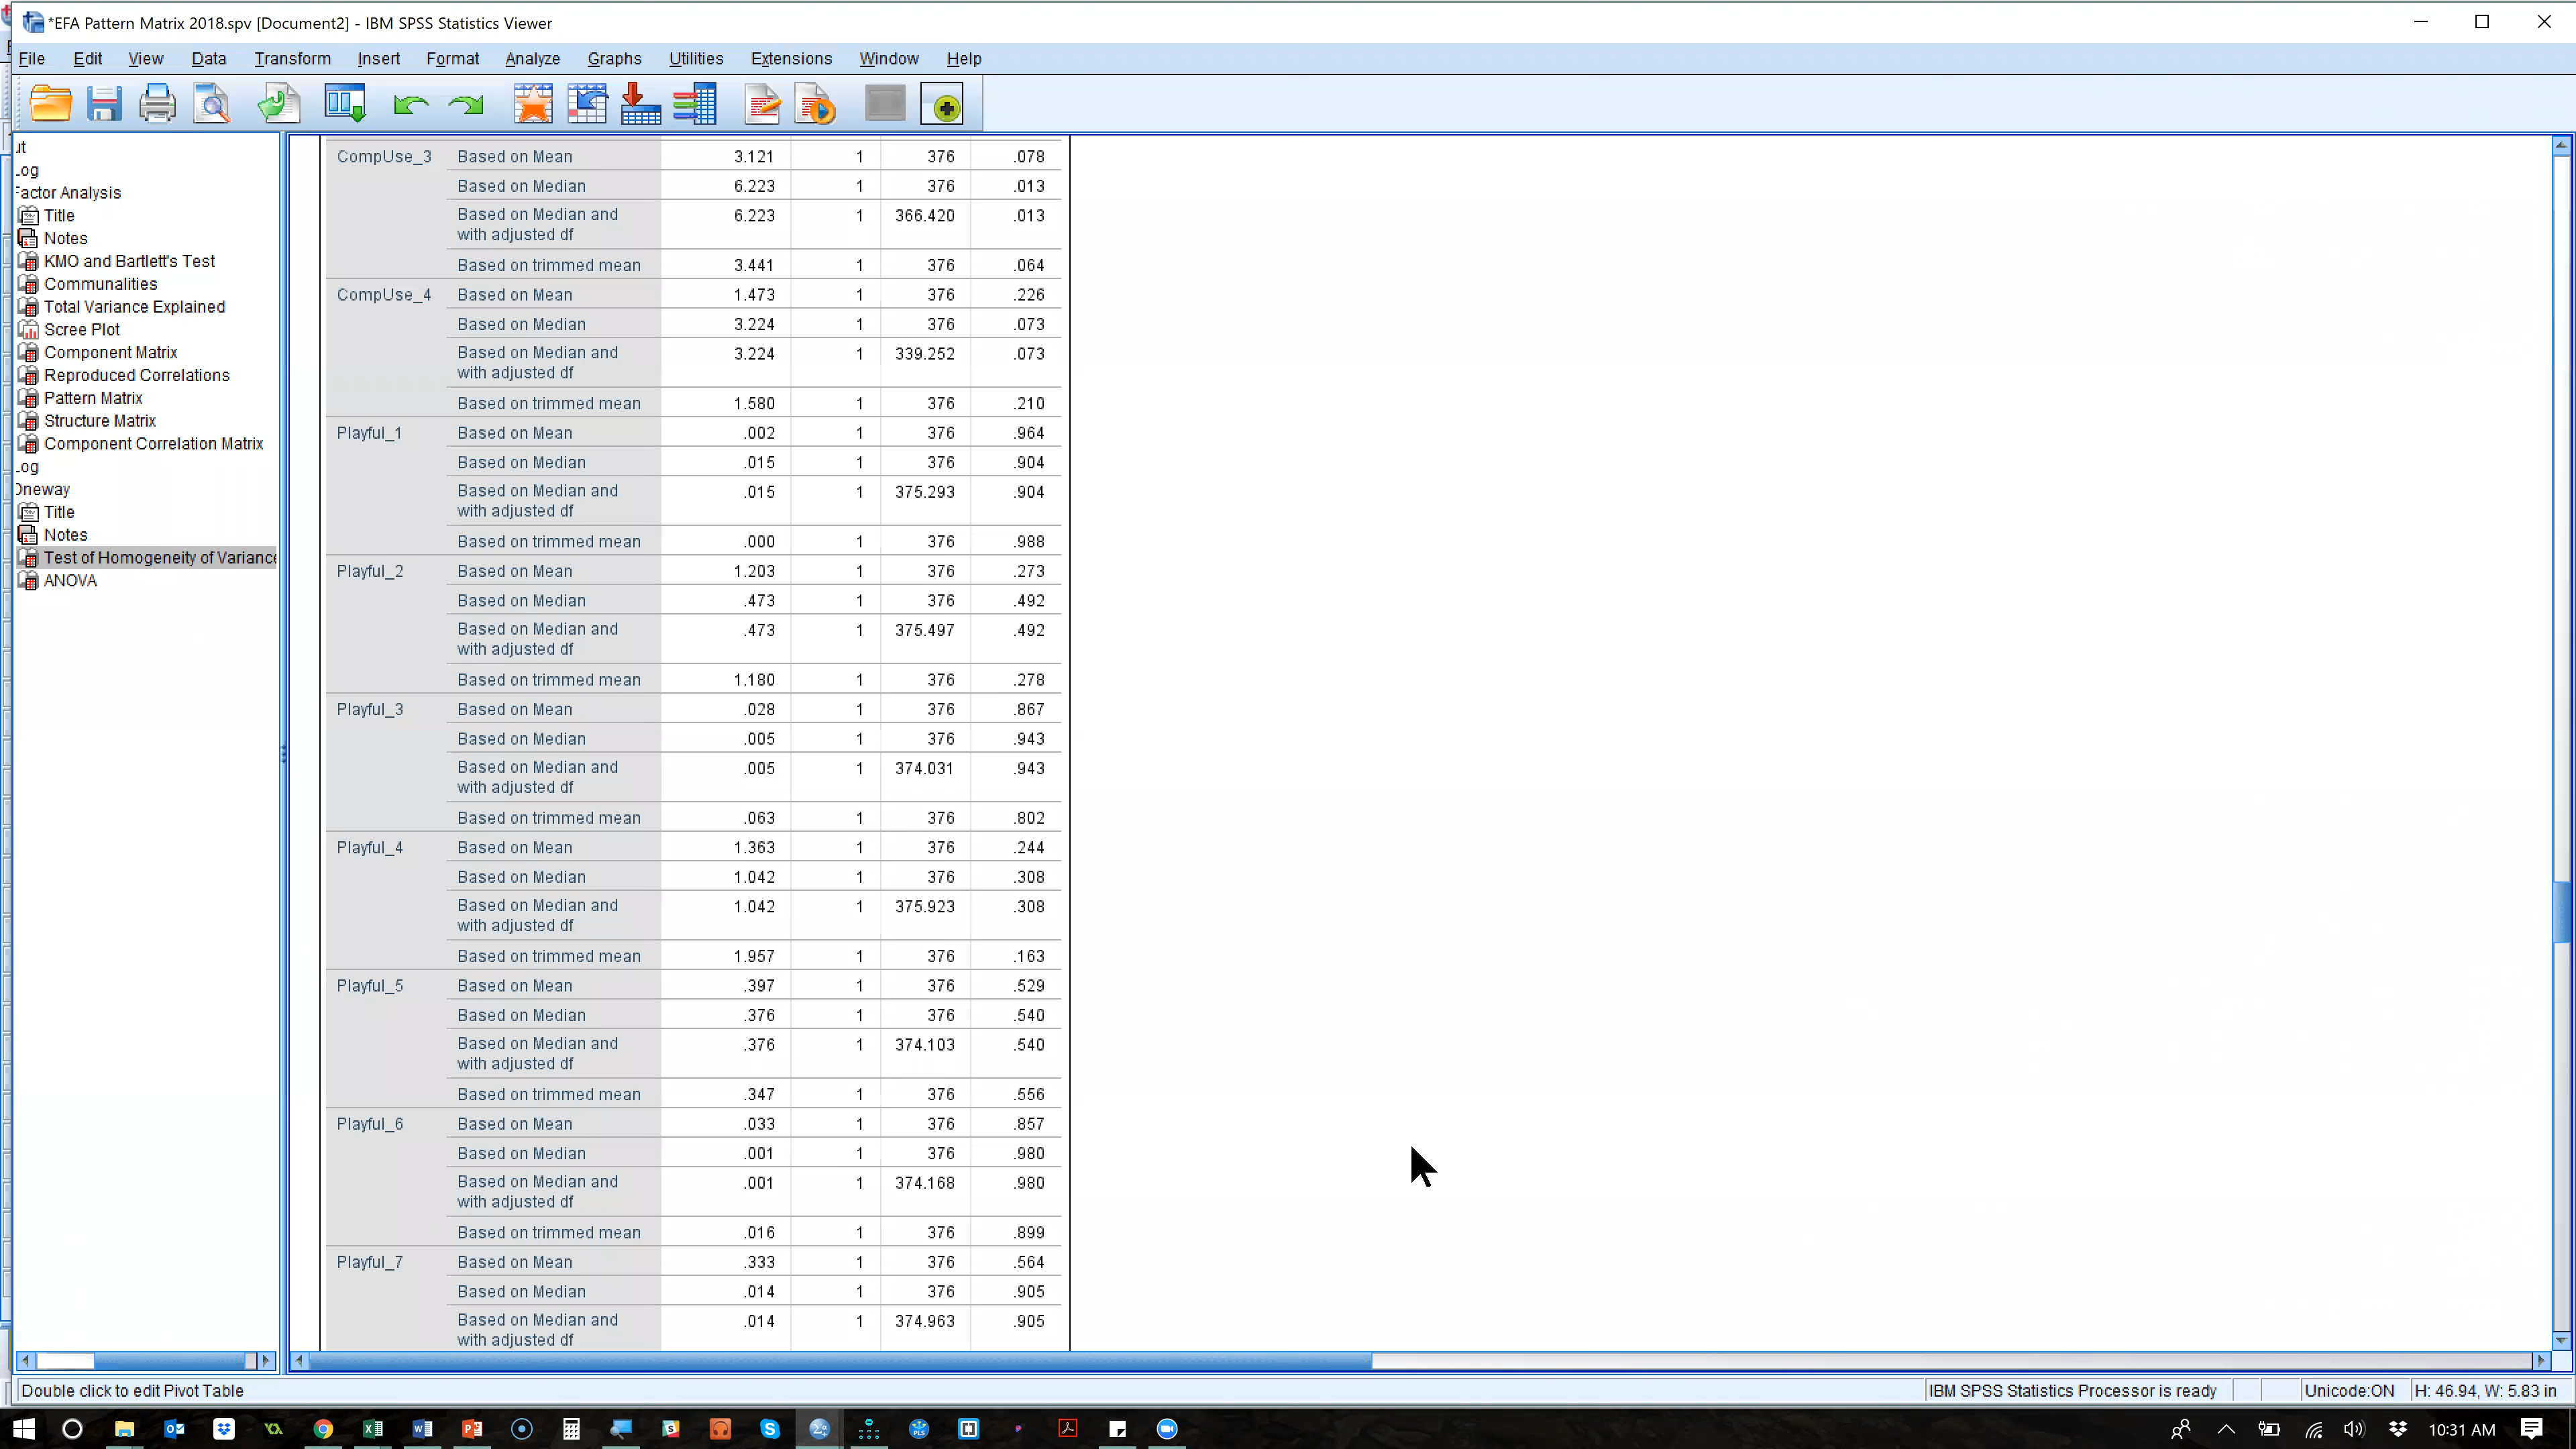 *EFA Pattern Matrix 2018.spv [Document2] - IBM SPSS Statistics Viewer
File Edit View Data Transform Insert Format Analyze Graphs Utilities Extensions Window Help
ut
Log
Factor Analysis
Title
Notes
KMO and Bartlett's Test
Communalities
Total Variance Explained
Scree Plot
Component Matrix
Reproduced Correlations
Pattern Matrix
Structure Matrix
Component Correlation Matrix
Log
Oneway
Title
Notes
Test of Homogeneity of Variance
ANOVA
CompUse_3 Based on Mean 3.121 1 376 .078
Based on Median 6.223 1 376 .013
Based on Median and 6.223 1 366.420 .013
with adjusted df
Based on trimmed mean 3.441 1 376 .064
CompUse_4 Based on Mean 1.473 1 376 .226
Based on Median 3.224 1 376 .073
Based on Median and 3.224 1 339.252 .073
with adjusted df
Based on trimmed mean 1.580 1 376 .210
Playful_1 Based on Mean .002 1 376 .964
Based on Median .015 1 376 .904
Based on Median and .015 1 375.293 .904
with adjusted df
Based on trimmed mean .000 1 376 .988
Playful_2 Based on Mean 1.203 1 376 .273
Based on Median .473 1 376 .492
Based on Median and .473 1 375.497 .492
with adjusted df
Based on trimmed mean 1.180 1 376 .278
Playful_3 Based on Mean .028 1 376 .867
Based on Median .005 1 376 .943
Based on Median and .005 1 374.031 .943
with adjusted df
Based on trimmed mean .063 1 376 .802
Playful_4 Based on Mean 1.363 1 376 .244
Based on Median 1.042 1 376 .308
Based on Median and 1.042 1 375.923 .308
with adjusted df
Based on trimmed mean 1.957 1 376 .163
Playful_5 Based on Mean .397 1 376 .529
Based on Median .376 1 376 .540
Based on Median and .376 1 374.103 .540
with adjusted df
Based on trimmed mean .347 1 376 .556
Playful_6 Based on Mean .033 1 376 .857
Based on Median .001 1 376 .980
Based on Median and .001 1 374.168 .980
with adjusted df
Based on trimmed mean .016 1 376 .899
Playful_7 Based on Mean .333 1 376 .564
Based on Median .014 1 376 .905
Based on Median and .014 1 374.963 .905
with adjusted df
Double click to edit Pivot Table IBM SPSS Statistics Processor is ready Unicode:ON H: 46.94, W: 5.83 in
10:31 AM